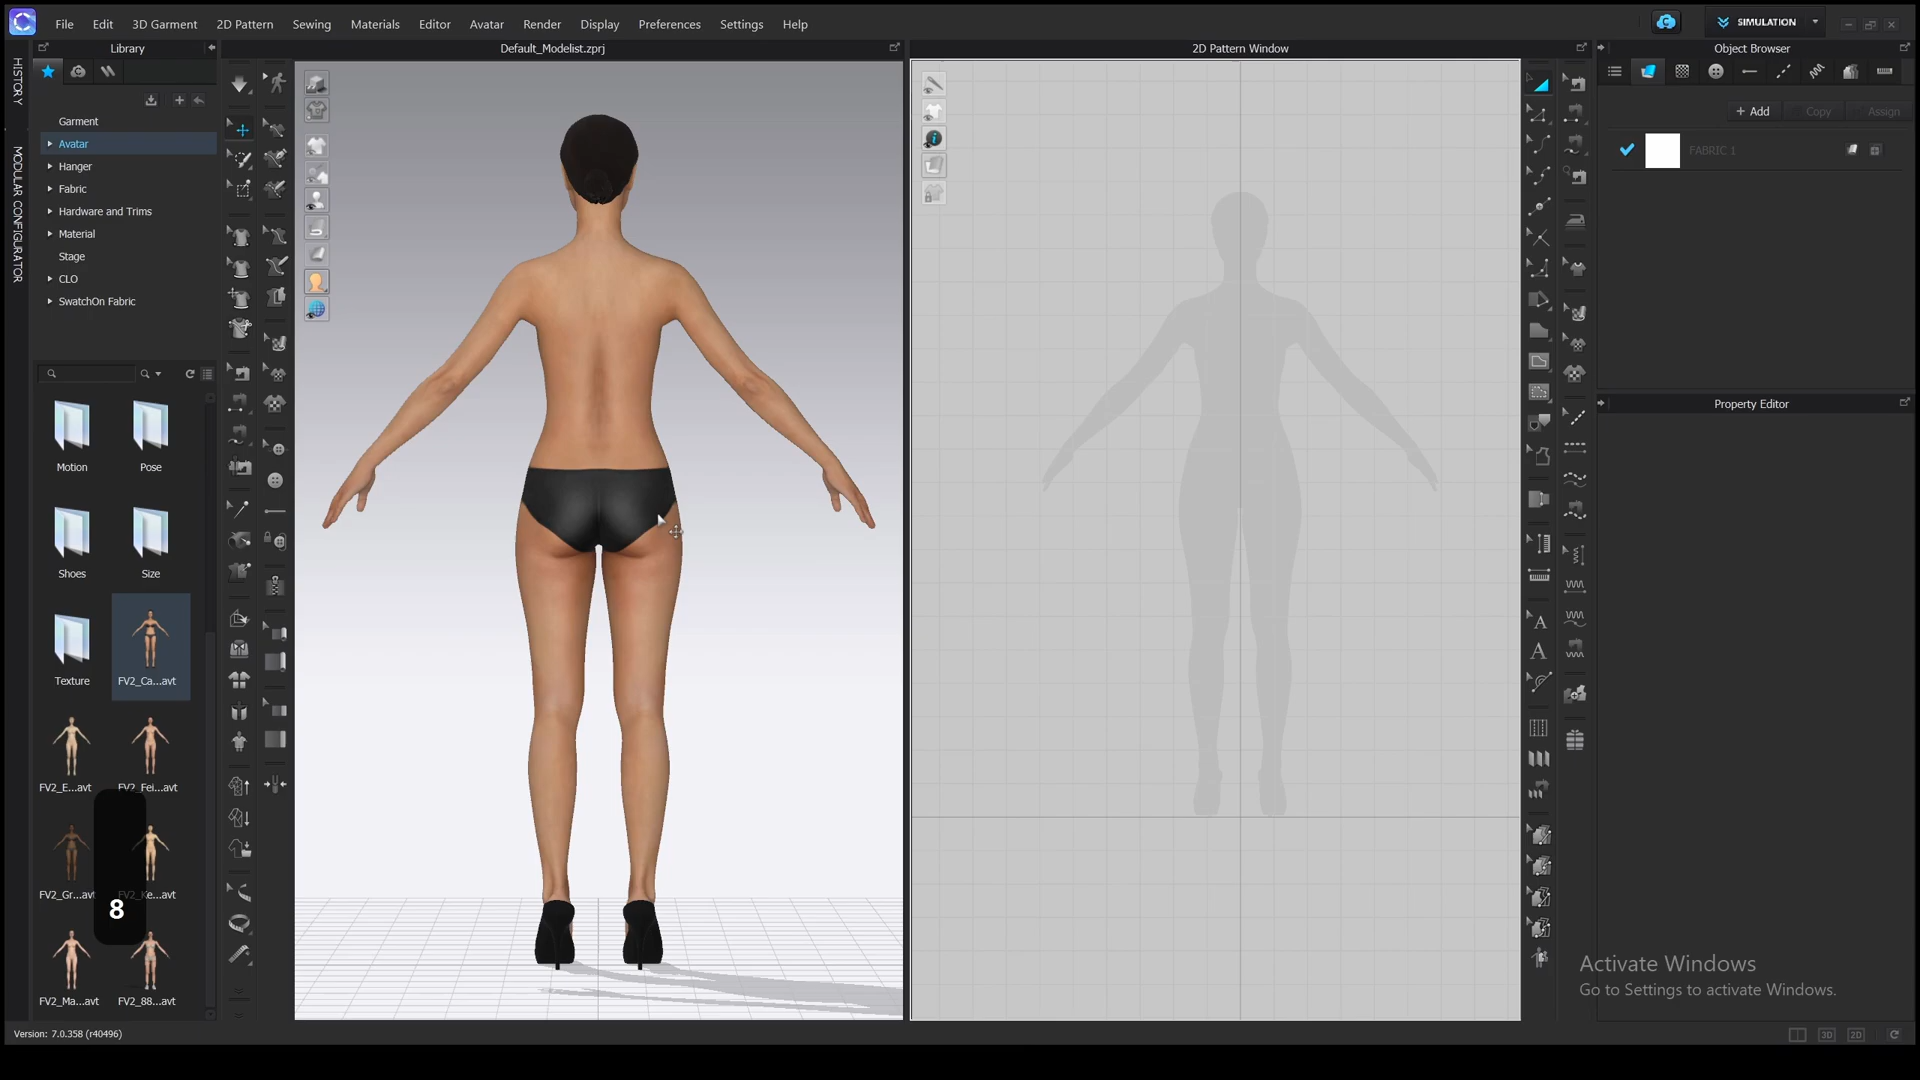 File Edit 3D Garment 2D Pattern Sewing Materials Editor Avatar Render Display Preferences Settings Help
SIMULATION
Library
Default_Modelist.zprj
2D Pattern Window
Object Browser
HISTORY
MODULAR CONFIGURATOR
Garment
Avatar
Hanger
Fabric
Hardware and Trims
Material
Stage
CLO
SwatchOn Fabric
+ Add Copy Assign
FABRIC 1
Property Editor
Motion Pose
Shoes Size
Texture FV2_Ca...avt
FV2_E...avt FV2_Fei...avt
FV2_Gr...avt FV2_Ke...avt
8
FV2_Ma...avt FV2_88...avt
A
A
3D 2D
Activate Windows
Go to Settings to activate Windows.
Version: 7.0.358 (r40496)